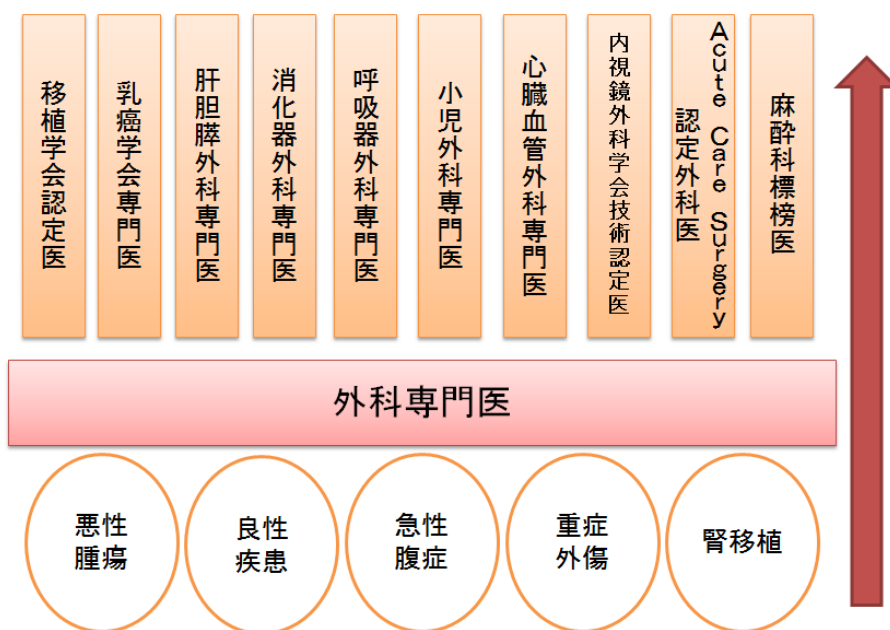 移植学会認定医
乳癌学会専門医
肝胆膵外科専門医
消化器外科専門医
呼吸器外科専門医
小児外科専門医
心臓血管外科専門医
内視鏡外科学会技術認定医
Acute Care Surgery
認定外科医
麻酔科標榜医
外科専門医
悪性
腫瘍
良性
疾患
急性
腹症
重症
外傷
腎移植